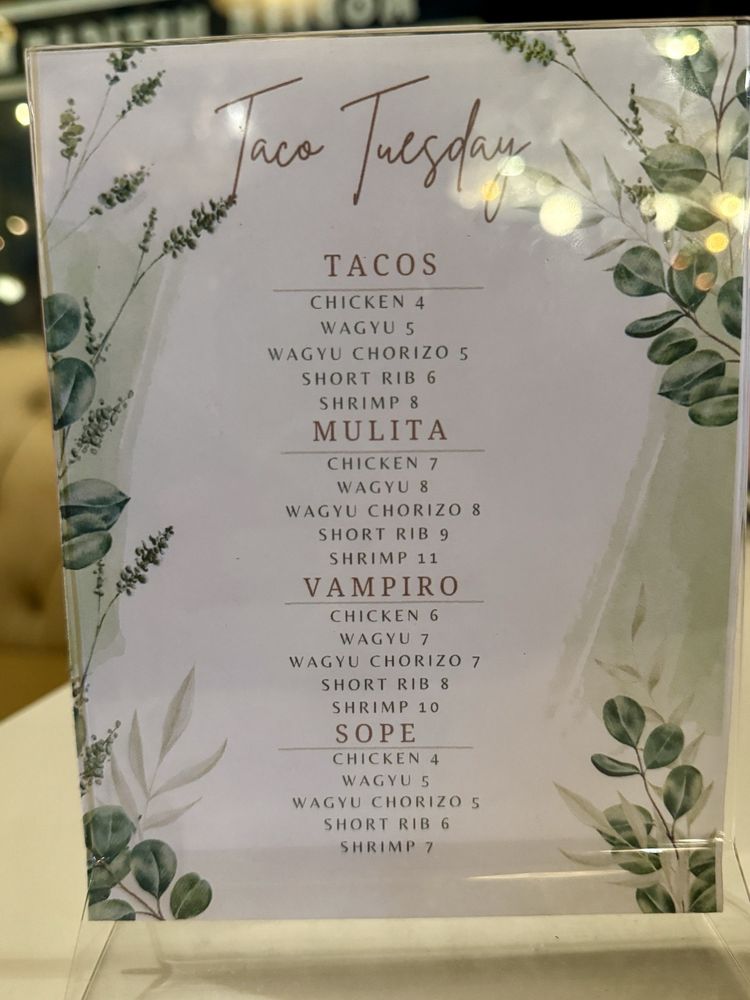 Taco Tuesday
TACOS
CHICKEN 4
WAGYU 5
WAGYU CHORIZO 5
SHORT RIB 6
SHRIMP 8
MULITA
CHICKEN 7
WAGYU 8
WAGYU CHORIZO 8
SHORT RIB 9
SHRIMP 11
VAMPIRO
CHICKEN 6
WAGYU 7
WAGYU CHORIZO 7
SHORT RIB 8
SHRIMP 10
SOPE
CHICKEN 4
WAGYU 5
WAGYU CHORIZO 5
SHORT RIB 6
SHRIMP 7